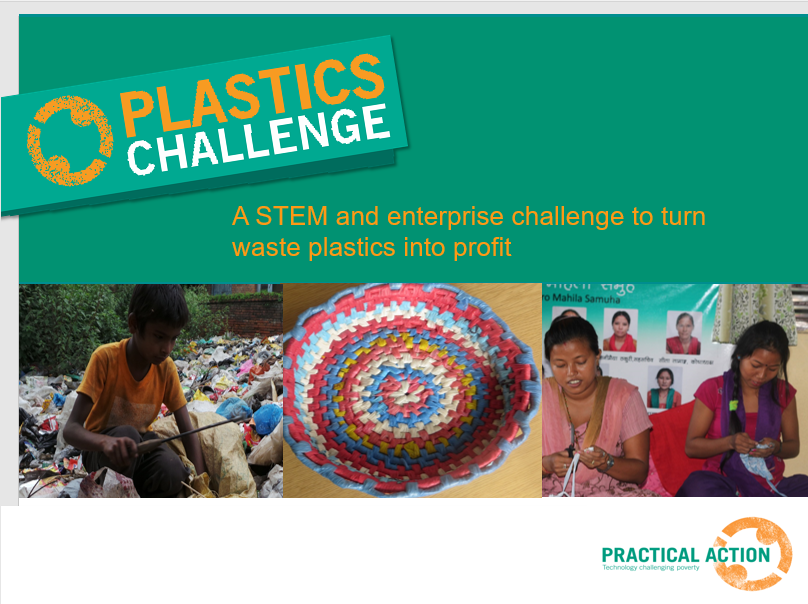 PLASTICS
CHALLENGE
A STEM and enterprise challenge to turn
waste plastics into profit
ro Mahila Samuha
PRACTICAL ACTION
Technology challenging poverty